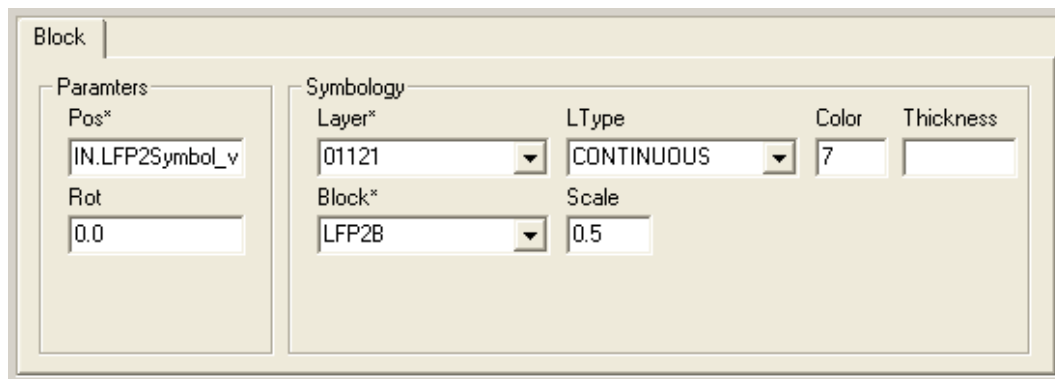 Block
Paramters
Pos*
IN.LFP2Symbol_v
Rot
0.0
Symbology
Layer* LType Color Thickness
01121 CONTINUOUS 7
Block* Scale
LFP2B 0.5